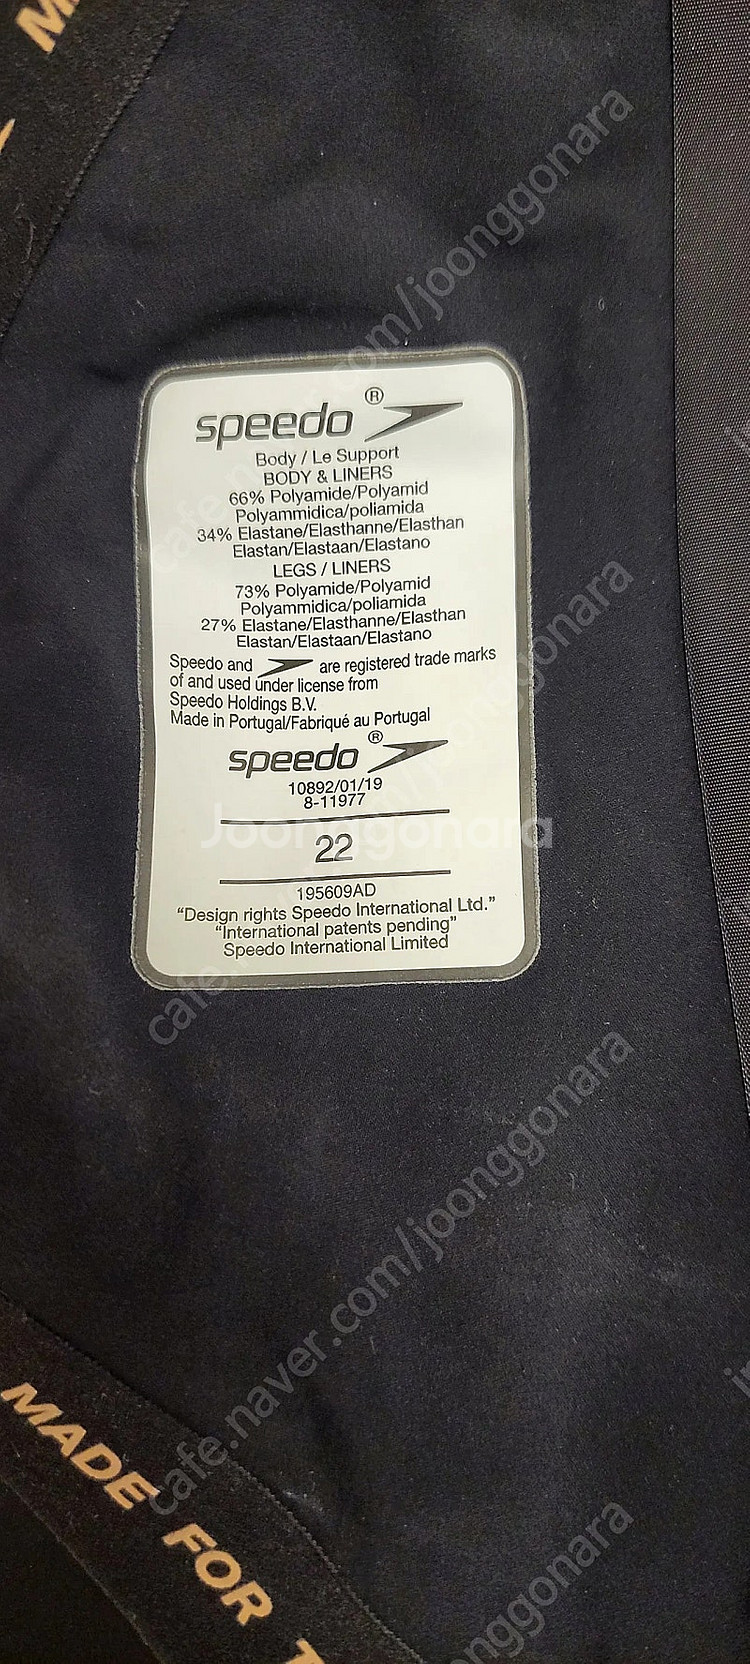 speedo®
Body / Le Support
BODY & LINERS
66% Polyamide/Polyamid
Polyammidica/poliamida
34% Elastane/Elasthanne/Elasthan
Elastan/Elastaan/Elastano
LEGS / LINERS
73% Polyamide/Polyamid
Polyammidica/poliamida
27% Elastane/Elasthanne/Elasthan
Elastan/Elastaan/Elastano
Speedo and are registered trade marks
of and used under license from
Speedo Holdings B.V.
Made in Portugal/Fabriqué au Portugal
speedo®
10892/01/19
8-11977
Joonggonara
22
195609AD
“Design rights Speedo International Ltd.”
“International patents pending”
Speedo International Limited
MADE FOR T
cafe.naver.com/joonggonara
cafe.naver.com/joonggonara